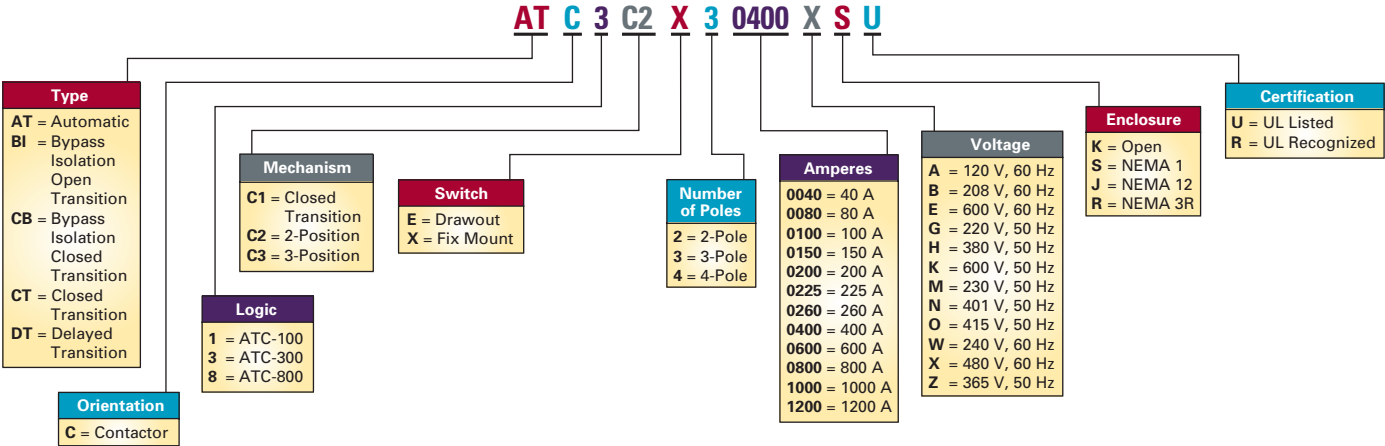 AT C 3 C2 X 3 0400 X S U
Type
AT = Automatic
BI = Bypass
Isolation
Open
Transition
CB = Bypass
Isolation
Closed
Transition
CT = Closed
Transition
DT = Delayed
Transition
Orientation
C = Contactor
Logic
1 = ATC-100
3 = ATC-300
8 = ATC-800
Mechanism
C1 = Closed
Transition
C2 = 2-Position
C3 = 3-Position
Switch
E = Drawout
X = Fix Mount
Number
of Poles
2 = 2-Pole
3 = 3-Pole
4 = 4-Pole
Amperes
0040 = 40 A
0080 = 80 A
0100 = 100 A
0150 = 150 A
0200 = 200 A
0225 = 225 A
0260 = 260 A
0400 = 400 A
0600 = 600 A
0800 = 800 A
1000 = 1000 A
1200 = 1200 A
Voltage
A = 120 V, 60 Hz
B = 208 V, 60 Hz
E = 600 V, 60 Hz
G = 220 V, 50 Hz
H = 380 V, 50 Hz
K = 600 V, 50 Hz
M = 230 V, 50 Hz
N = 401 V, 50 Hz
O = 415 V, 50 Hz
W = 240 V, 60 Hz
X = 480 V, 60 Hz
Z = 365 V, 50 Hz
Enclosure
K = Open
S = NEMA 1
J = NEMA 12
R = NEMA 3R
Certification
U = UL Listed
R = UL Recognized